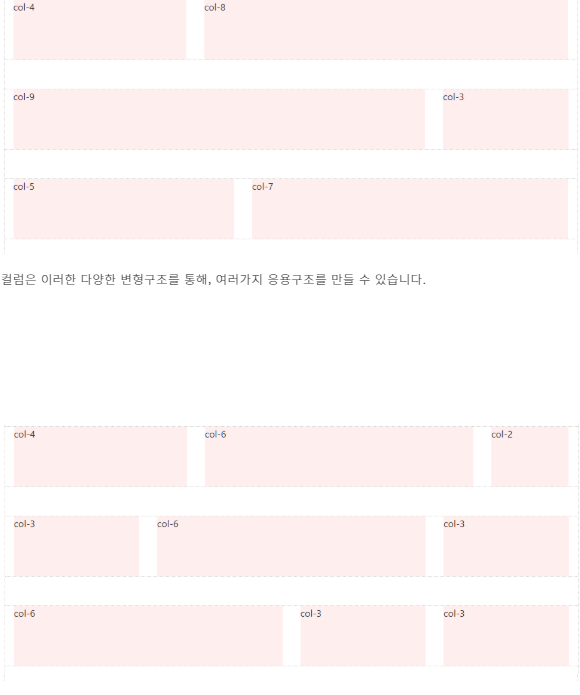 col-4 col-8
col-9 col-3
col-5 col-7
컬럼은 이러한 다양한 변형구조를 통해, 여러가지 응용구조를 만들 수 있습니다.
col-4 col-6 col-2
col-3 col-6 col-3
col-6 col-3 col-3